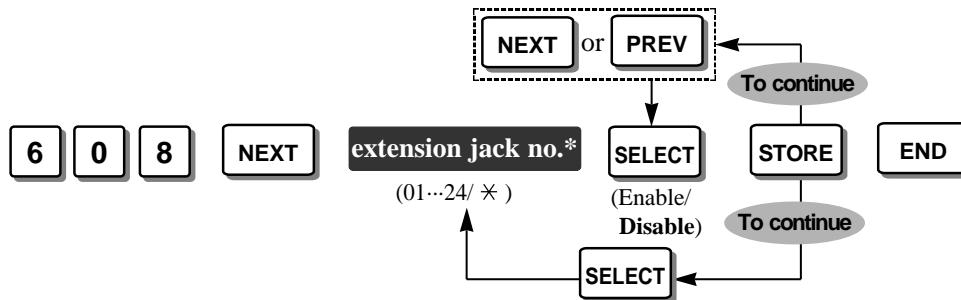 NEXT or PREV
To continue
6 0 8 NEXT extension jack no.* SELECT STORE END
(01···24/ ✳ )
(Enable/
Disable)
To continue
SELECT